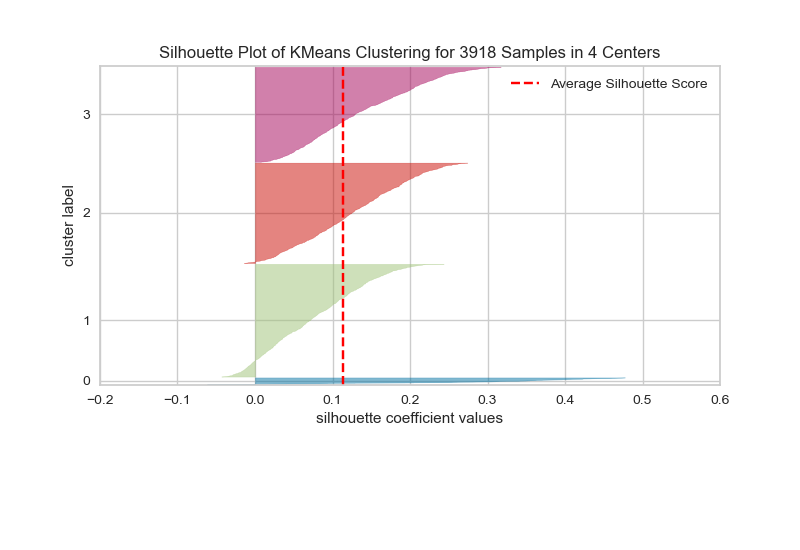 Silhouette Plot of KMeans Clustering for 3918 Samples in 4 Centers
Average Silhouette Score
3
2
1
0
cluster label
−0.2 −0.1 0.0 0.1 0.2 0.3 0.4 0.5 0.6
silhouette coefficient values